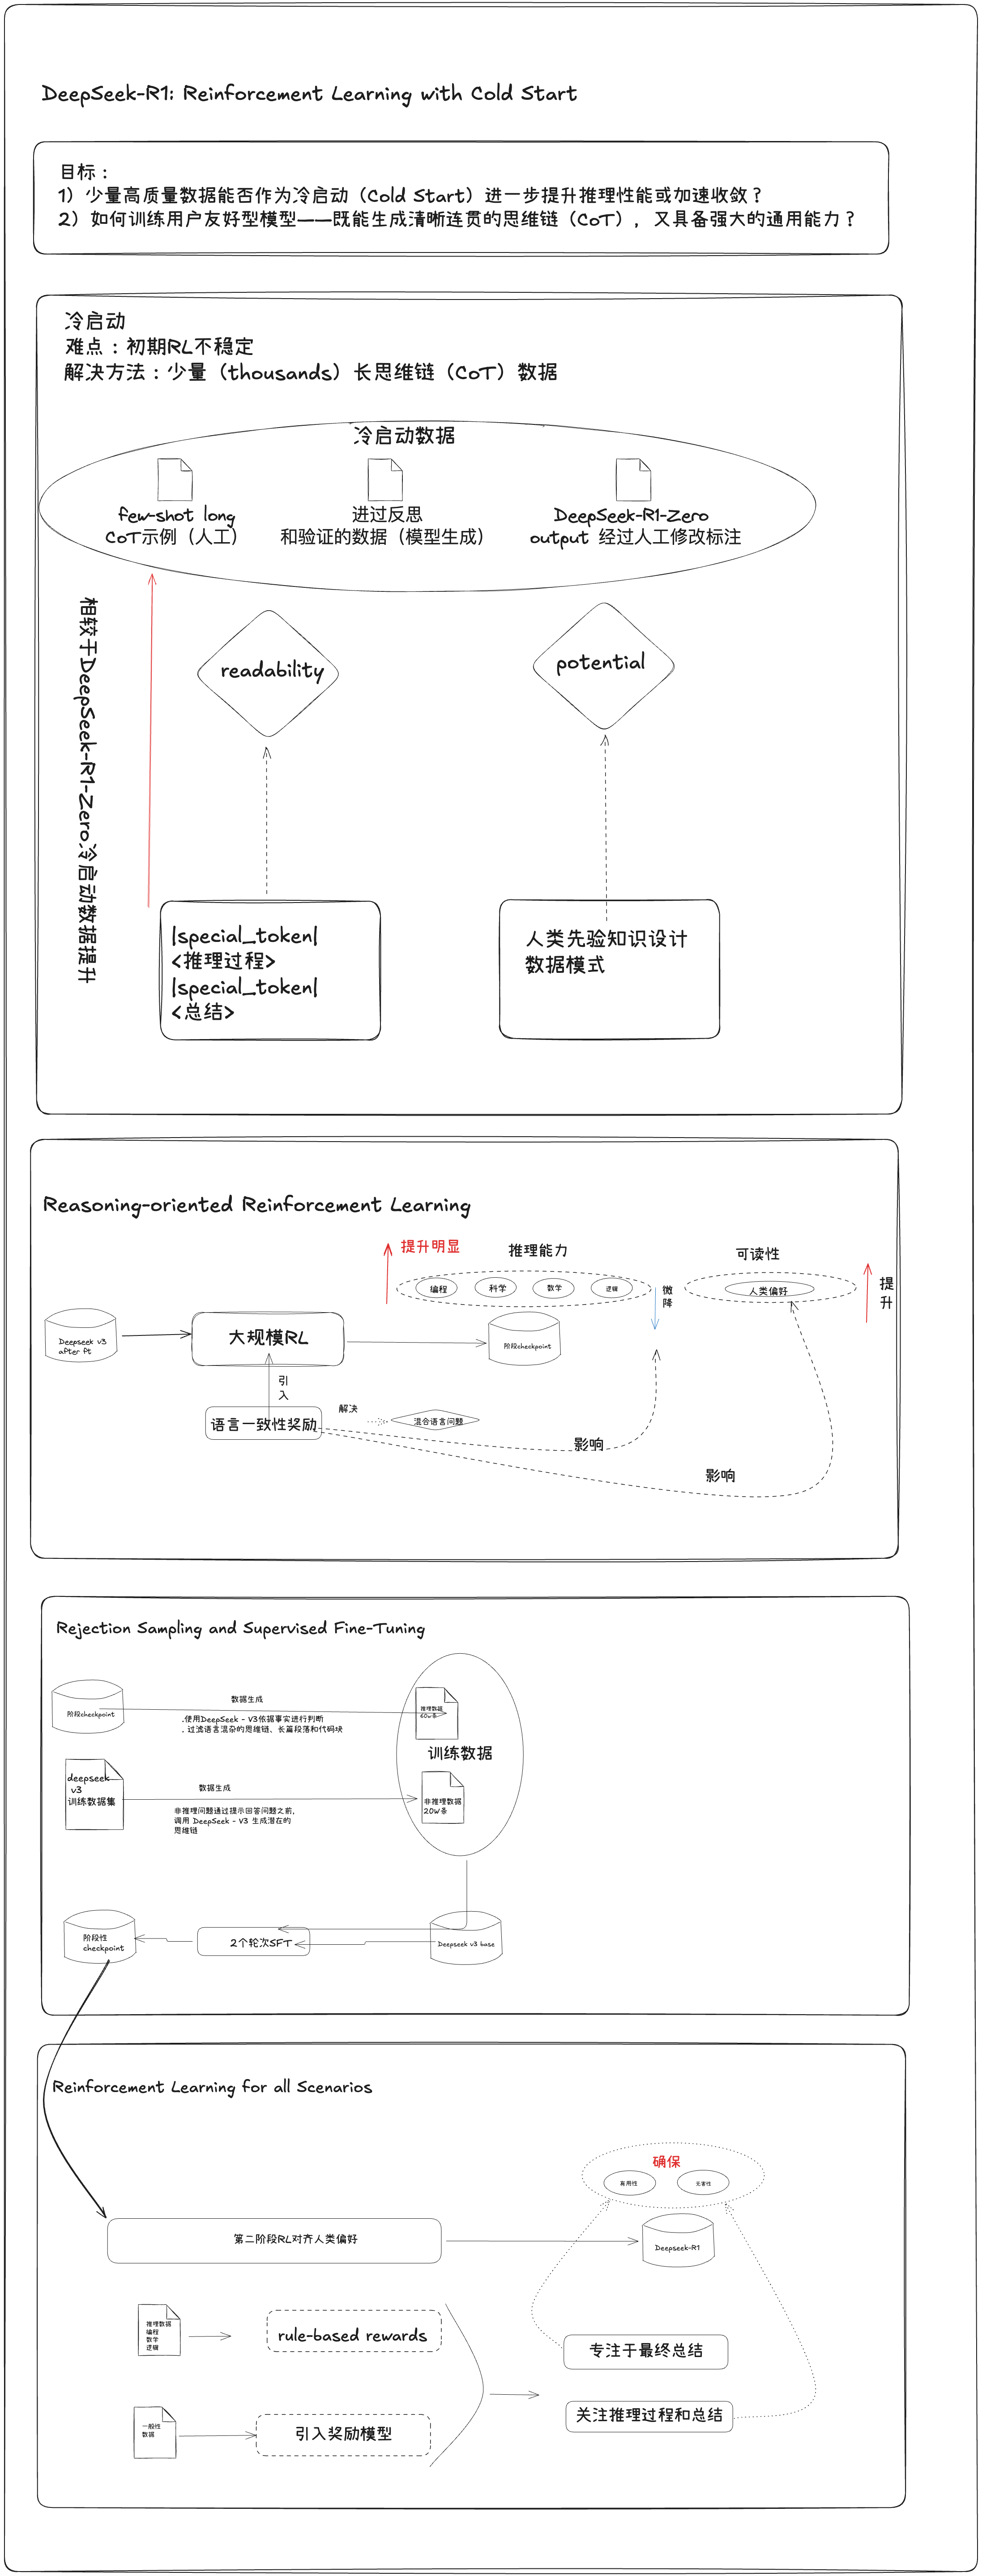 DeepSeek-R1: Reinforcement Learning with Cold Start
目标：
1）少量高质量数据能否作为冷启动（Cold Start）进一步提升推理性能或加速收敛？
2）如何训练用户友好型模型——既能生成清晰连贯的思维链（CoT），又具备强大的通用能力？
冷启动
难点：初期RL不稳定
解决方法：少量（thousands）长思维链（CoT）数据
冷启动数据
few-shot long
CoT示例（人工）
进过反思
和验证的数据（模型生成）
DeepSeek-R1-Zero
output 经过人工修改标注
相较于DeepSeek-R1-Zero冷启动数据提升
readability
potential
|special_token|
<推理过程>
|special_token|
<总结>
人类先验知识设计
数据模式
Reasoning-oriented Reinforcement Learning
提升明显
推理能力
可读性
编程
科学
数学
逻辑
微
降
人类偏好
提
升
Deepseek v3
after ft
大规模RL
阶段checkpoint
引
入
语言一致性奖励
解决
混合语言问题
影响
影响
Rejection Sampling and Supervised Fine-Tuning
阶段checkpoint
数据生成
.使用DeepSeek - V3依据事实进行判断
. 过滤语言混杂的思维链、长篇段落和代码块
推理数据
60w条
训练数据
deepseek
v3
训练数据集
数据生成
非推理问题通过提示回答问题之前,
调用 DeepSeek - V3 生成潜在的
思维链
非推理数据
20W条
阶段性
checkpoint
2个轮次SFT
Deepseek v3 base
Reinforcement Learning for all Scenarios
确保
有用性
无害性
第二阶段RL对齐人类偏好
Deepseek-R1
推理数据
编程
数学
逻辑
rule-based rewards
专注于最终总结
一般性
数据
引入奖励模型
关注推理过程和总结